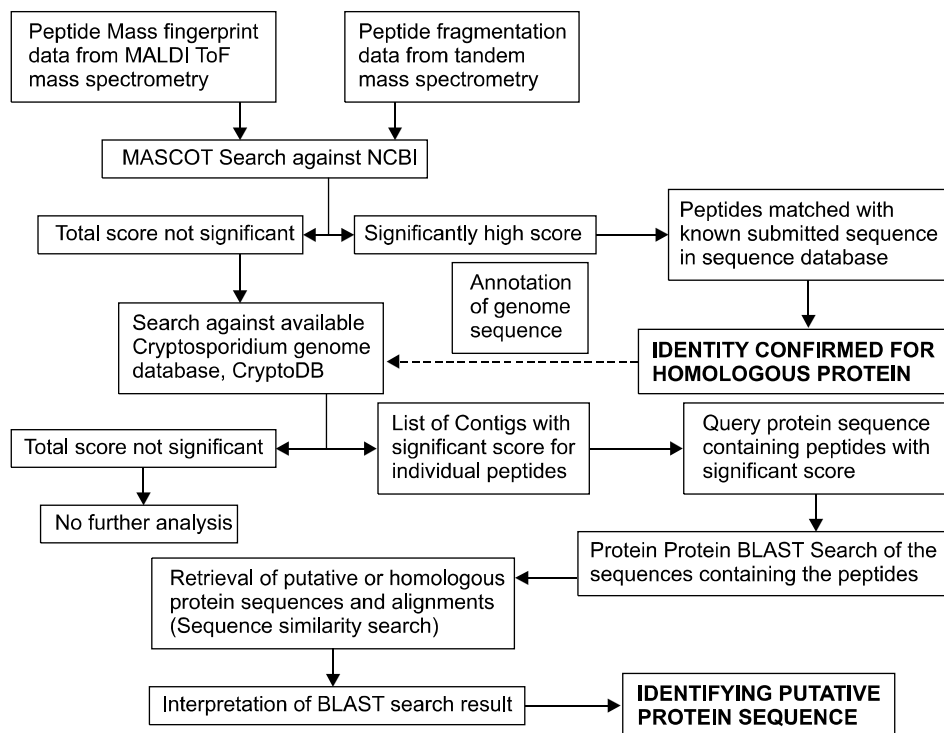 Peptide Mass fingerprint
data from MALDI ToF
mass spectrometry
Peptide fragmentation
data from tandem
mass spectrometry
MASCOT Search against NCBI
Total score not significant
Significantly high score
Peptides matched with
known submitted sequence
in sequence database
Annotation
of genome
sequence
Search against available
Cryptosporidium genome
database, CryptoDB
IDENTITY CONFIRMED FOR
HOMOLOGOUS PROTEIN
Total score not significant
List of Contigs with
significant score for
individual peptides
Query protein sequence
containing peptides with
significant score
No further analysis
Protein Protein BLAST Search of the
sequences containing the peptides
Retrieval of putative or homologous
protein sequences and alignments
(Sequence similarity search)
Interpretation of BLAST search result
IDENTIFYING PUTATIVE
PROTEIN SEQUENCE